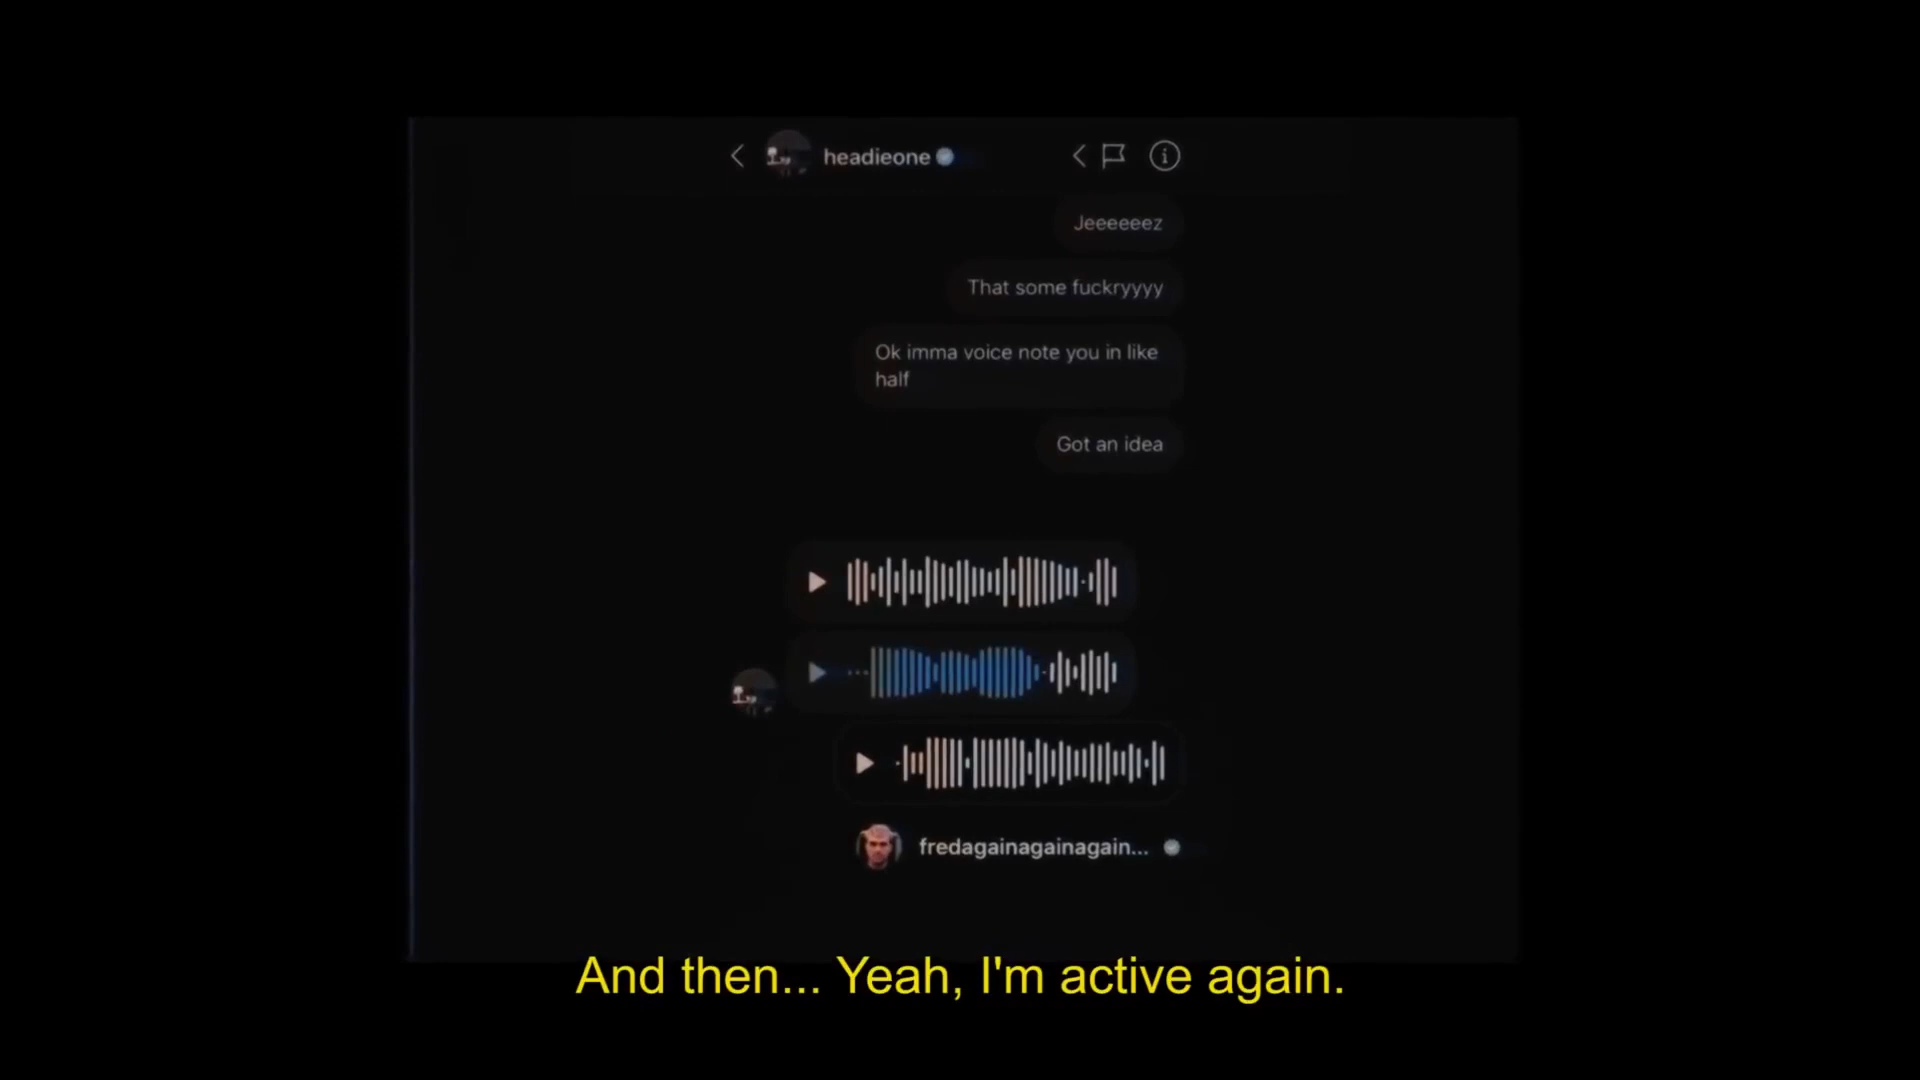 headieone
Jeeeeeez
That some fuckryyyy
Ok imma voice note you in like
half
Got an idea
fredagainagainagain...
And then... Yeah, I'm active again.